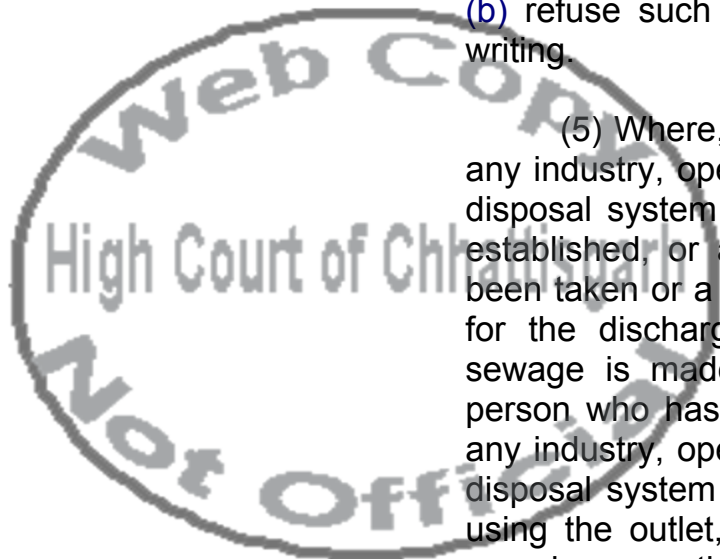 (b) refuse such
writing.
(5) Where,
any industry, ope
disposal system
established, or a
been taken or a
for the discharg
sewage is made
person who has
any industry, ope
disposal system
using the outlet,
Web Copy
High Court of Chhattisgarh
Not Official